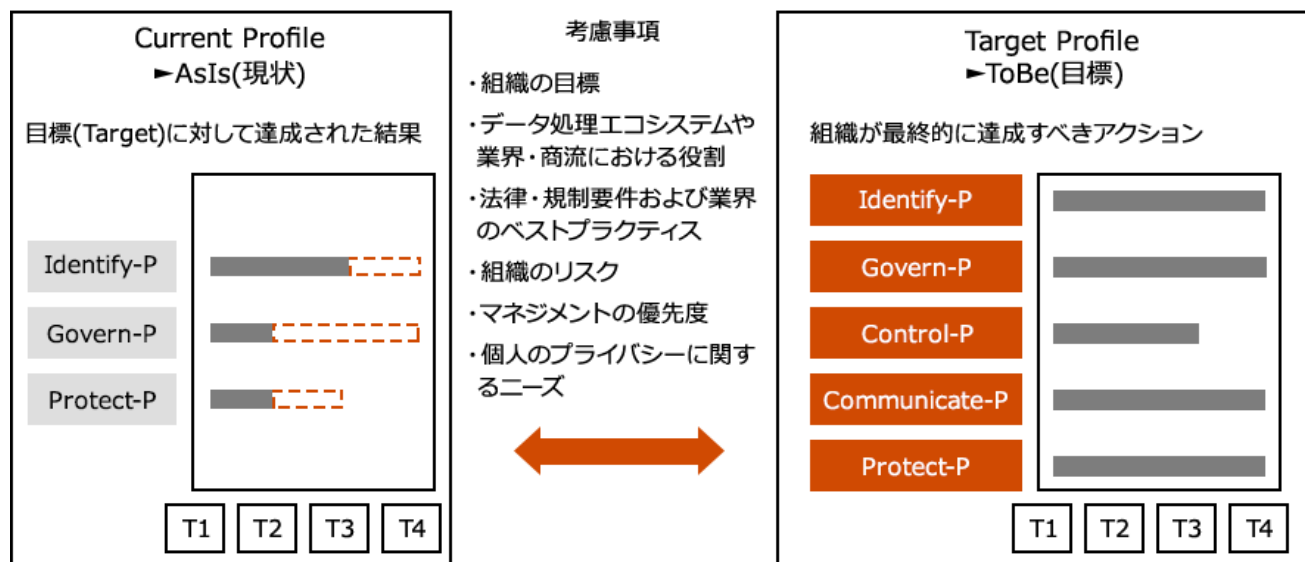 Current Profile
►AsIs(現状)
目標(Target)に対して達成された結果
Identify-P
Govern-P
Protect-P
T1
T2
T3
T4
考慮事項
・組織の目標
・データ処理エコシステムや
業界・商流における役割
・法律・規制要件および業界
のベストプラクティス
・組織のリスク
・マネジメントの優先度
・個人のプライバシーに関す
るニーズ
Target Profile
►ToBe(目標)
組織が最終的に達成すべきアクション
Identify-P
Govern-P
Control-P
Communicate-P
Protect-P
T1
T2
T3
T4